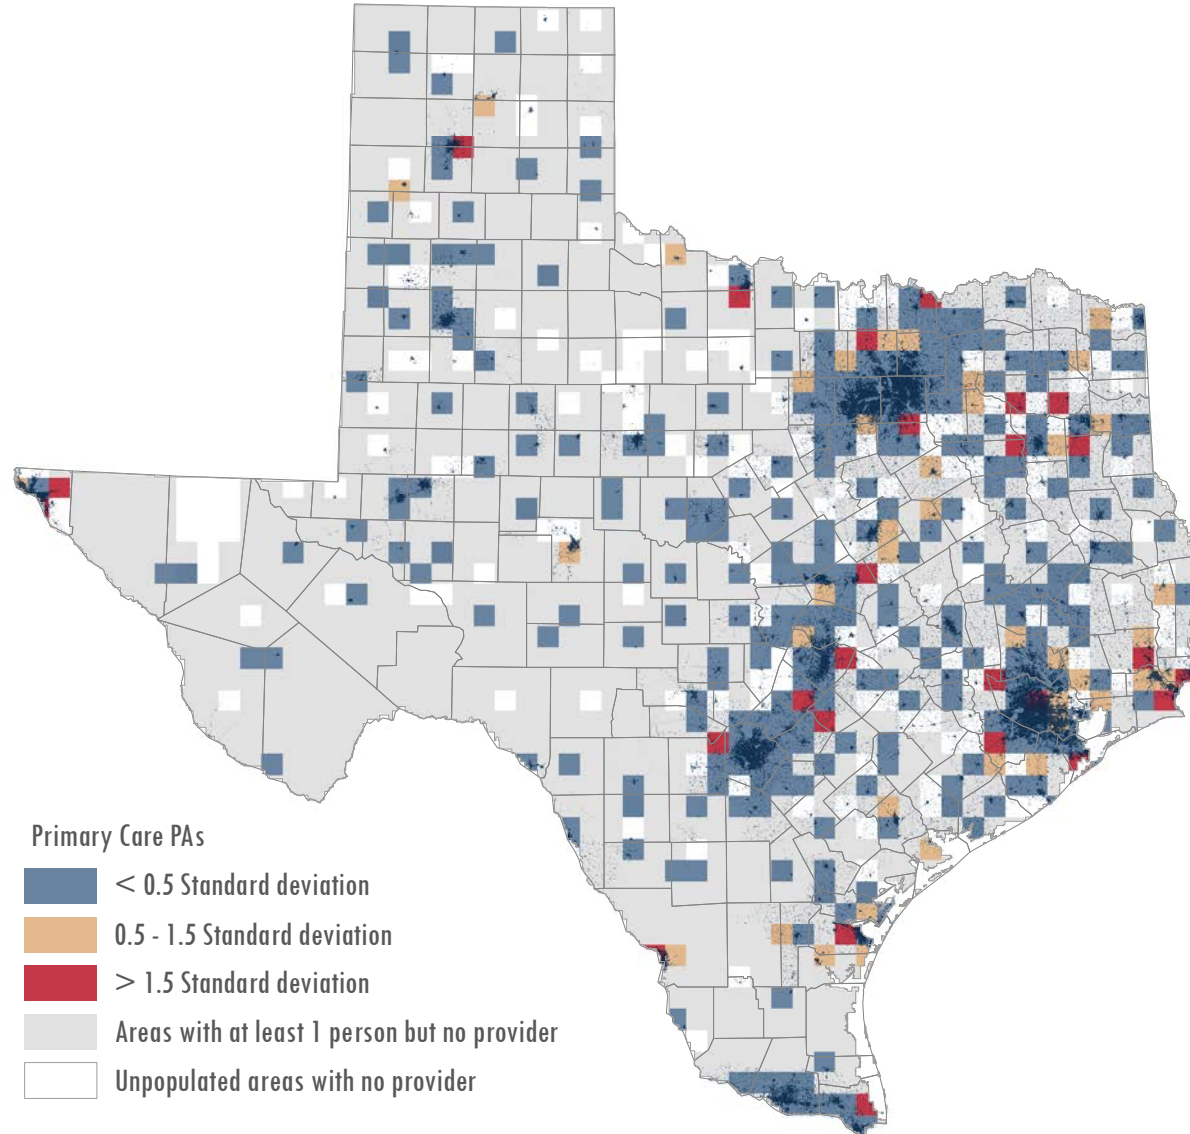 Primary Care PAs
< 0.5 Standard deviation
0.5 - 1.5 Standard deviation
> 1.5 Standard deviation
Areas with at least 1 person but no provider
Unpopulated areas with no provider